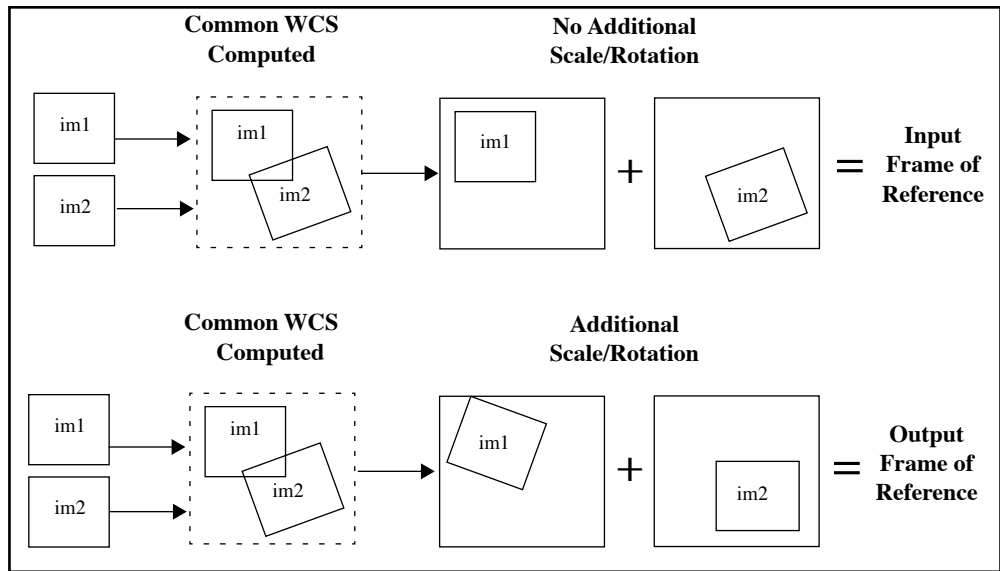 Common WCS
Computed
No Additional
Scale/Rotation
im1
im2
im1
im2
im1
+
im2
=
Input
Frame of
Reference
Common WCS
Computed
Additional
Scale/Rotation
im1
im2
im1
im2
im1
+
im2
=
Output
Frame of
Reference